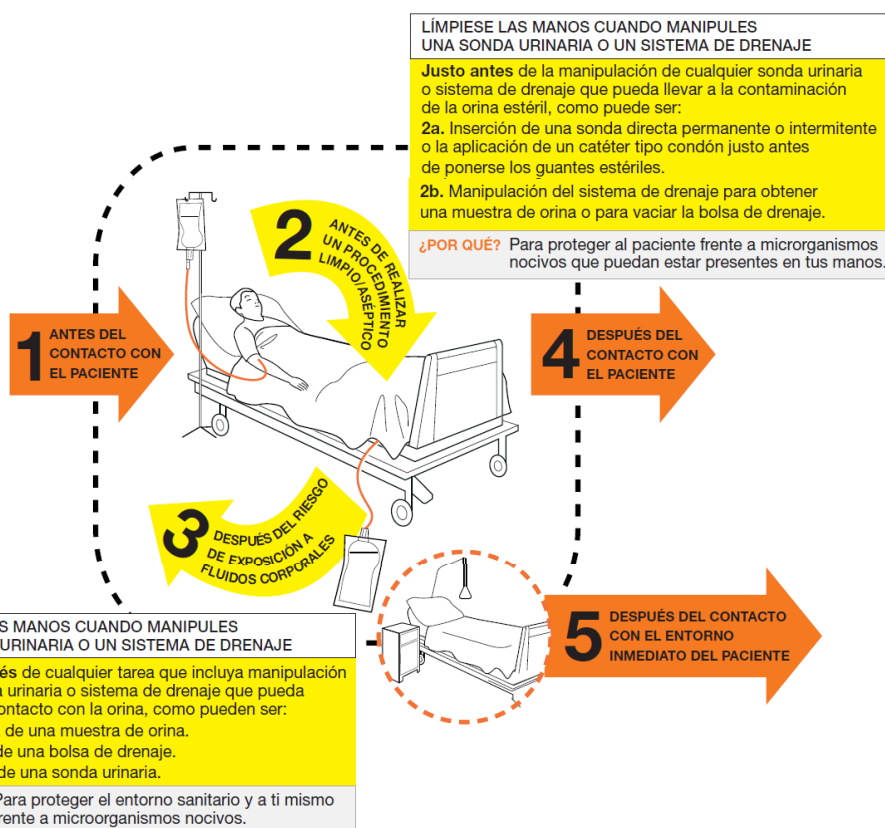 LÍMPIESE LAS MANOS CUANDO MANIPULES
UNA SONDA URINARIA O UN SISTEMA DE DRENAJE
Justo antes de la manipulación de cualquier sonda urinaria
o sistema de drenaje que pueda llevar a la contaminación
de la orina estéril, como puede ser:
2a. Inserción de una sonda directa permanente o intermitente
o la aplicación de un catéter tipo condón justo antes
de ponerse los guantes estériles.
2b. Manipulación del sistema de drenaje para obtener
una muestra de orina o para vaciar la bolsa de drenaje.
¿POR QUÉ? Para proteger al paciente frente a microrganismos
nocivos que puedan estar presentes en tus manos.
1 ANTES DEL
CONTACTO CON
EL PACIENTE
2 ANTES DE REALIZAR
UN PROCEDIMIENTO
LIMPIO/ASÉPTICO
3 DESPUÉS DEL RIESGO
DE EXPOSICIÓN A
FLUIDOS CORPORALES
4 DESPUÉS DEL
CONTACTO CON
EL PACIENTE
5 DESPUÉS DEL CONTACTO
CON EL ENTORNO
INMEDIATO DEL PACIENTE
S MANOS CUANDO MANIPULES
URINARIA O UN SISTEMA DE DRENAJE
és de cualquier tarea que incluya manipulación
a urinaria o sistema de drenaje que pueda
ontacto con la orina, como pueden ser:
de una muestra de orina.
de una bolsa de drenaje.
de una sonda urinaria.
Para proteger el entorno sanitario y a ti mismo
rente a microorganismos nocivos.